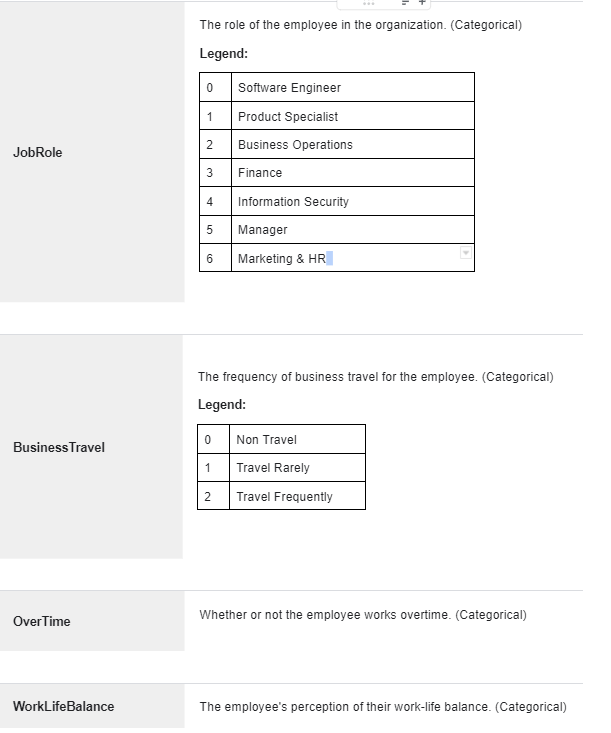 The role of the employee in the organization. (Categorical)
Legend:
0 Software Engineer
1 Product Specialist
2 Business Operations
JobRole
3 Finance
4 Information Security
5 Manager
6 Marketing & HR
The frequency of business travel for the employee. (Categorical)
Legend:
0 Non Travel
BusinessTravel
1 Travel Rarely
2 Travel Frequently
OverTime
Whether or not the employee works overtime. (Categorical)
WorkLifeBalance
The employee's perception of their work-life balance. (Categorical)